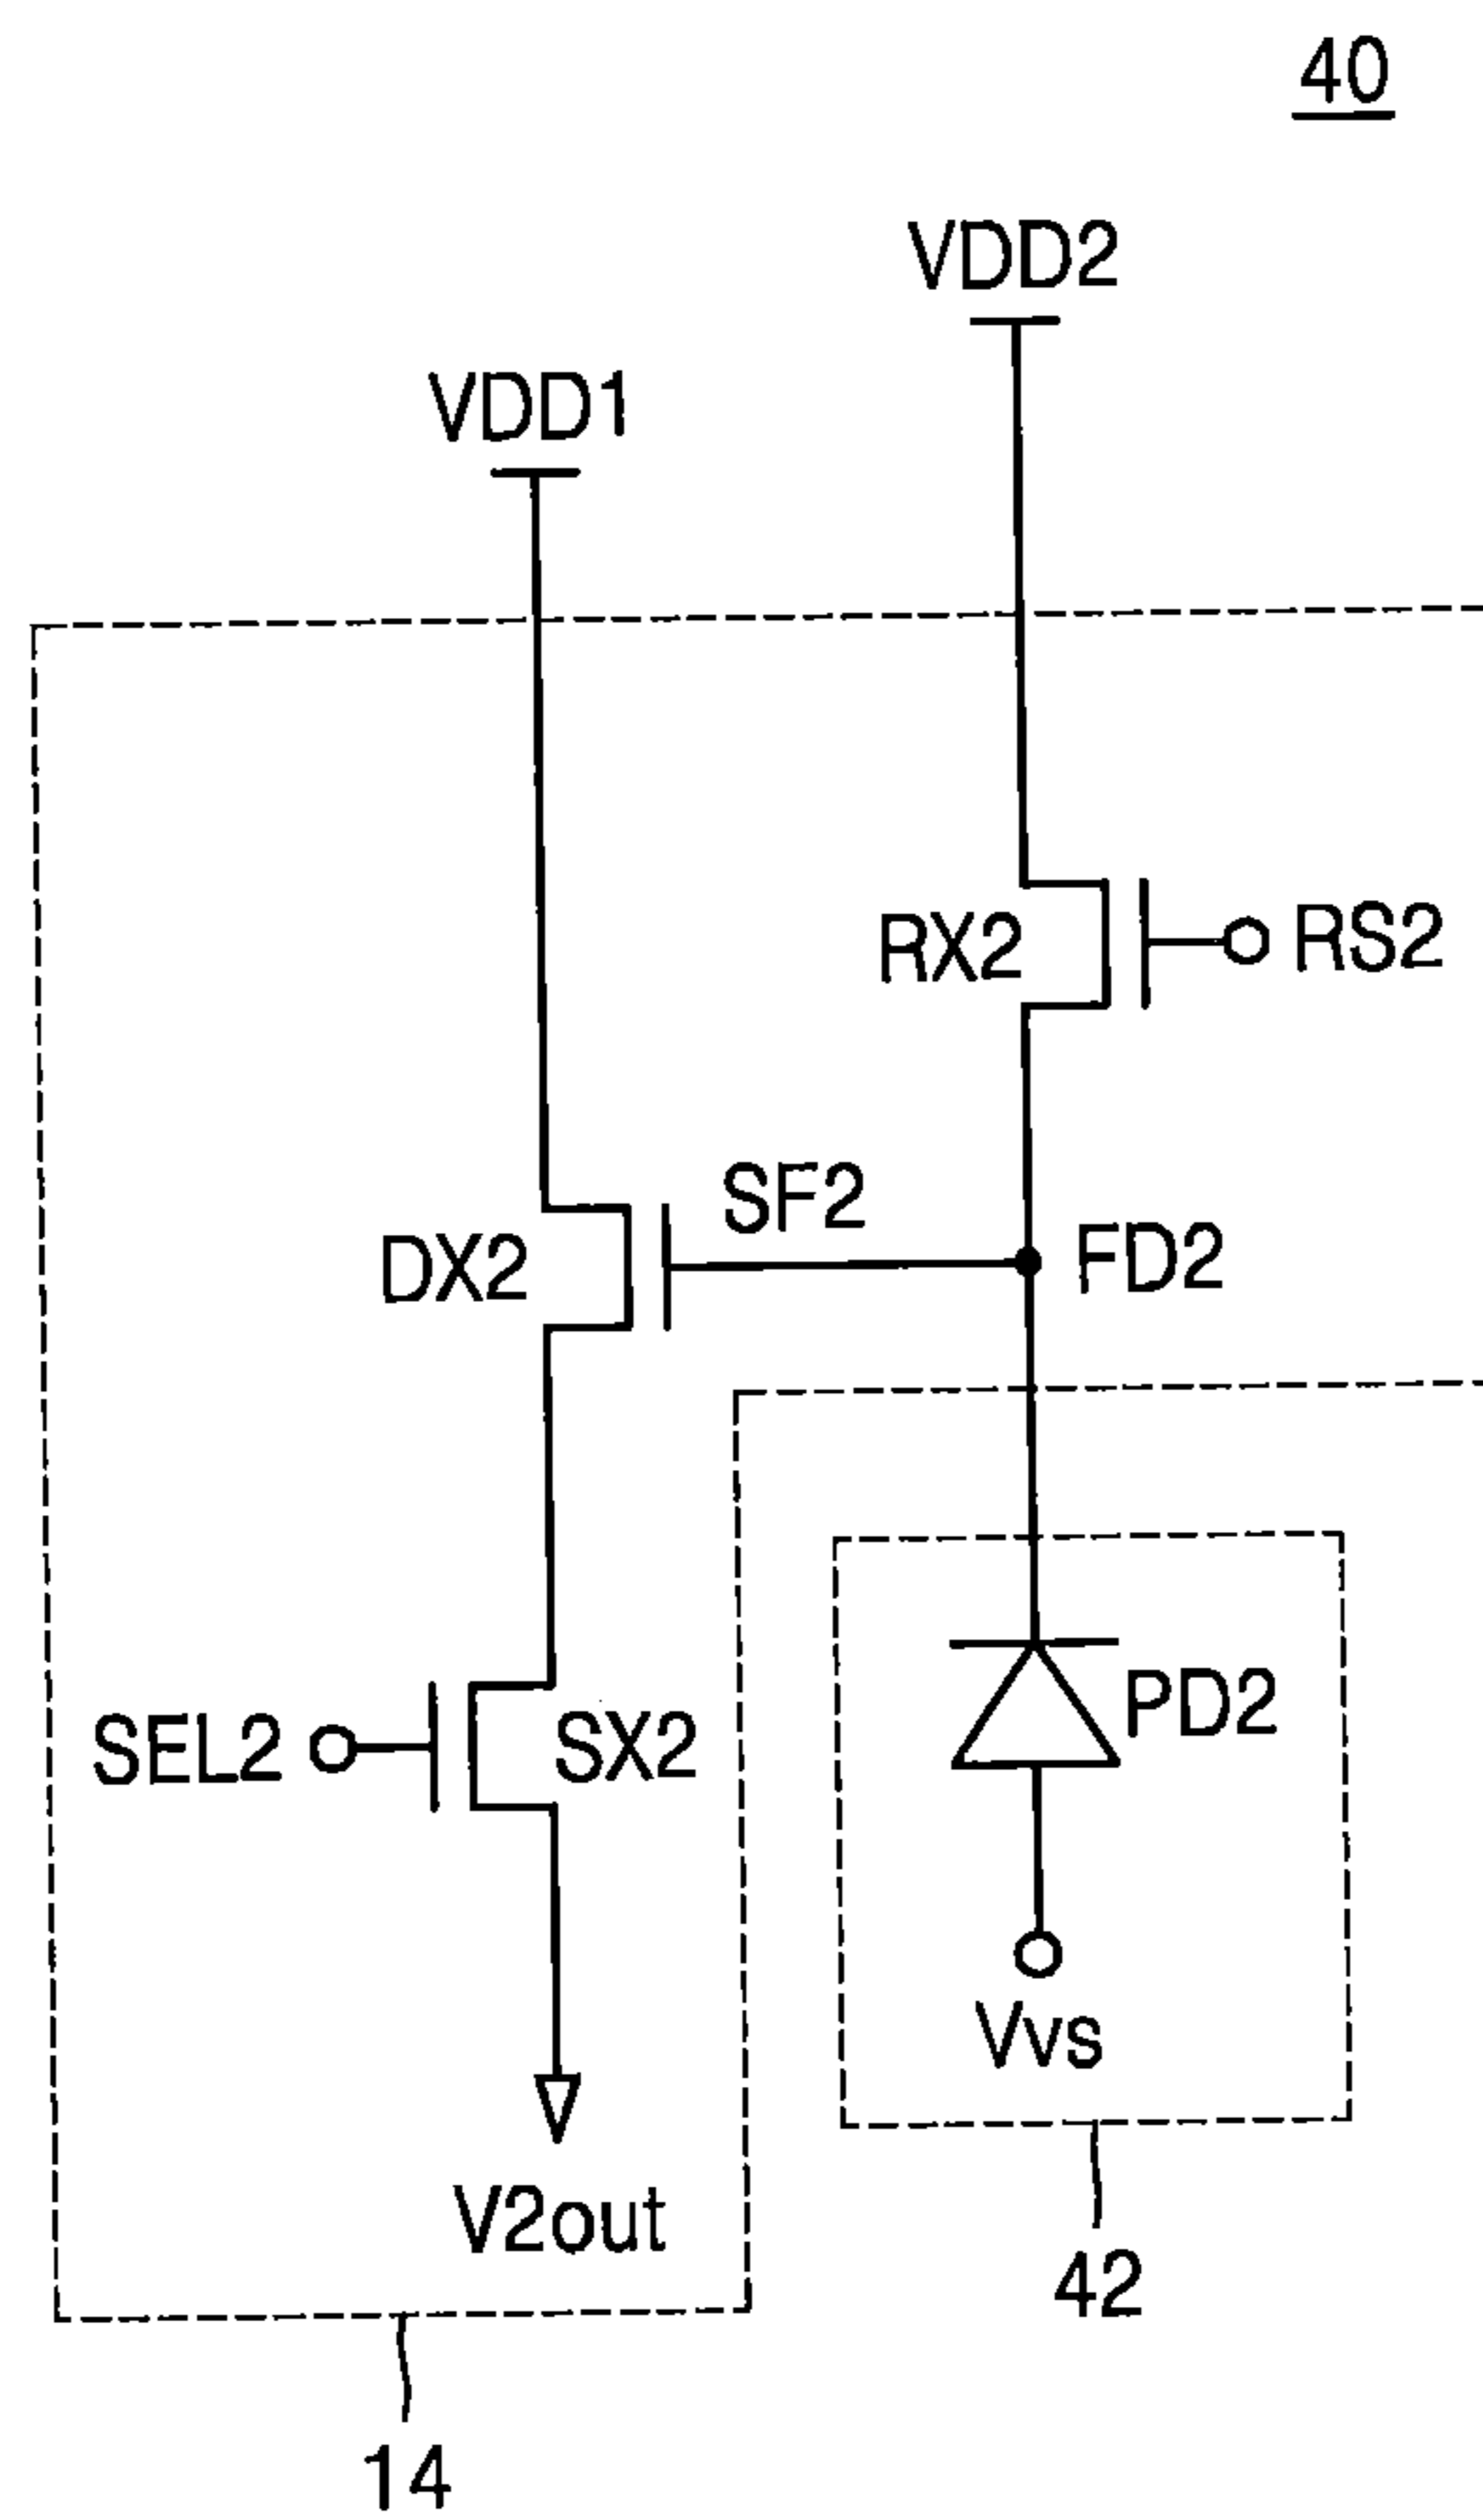 40
VDD2
VDD1
RX2
RS2
SF2
DX2
FD2
PD2
SEL2
SX2
Vvs
V2out
42
14